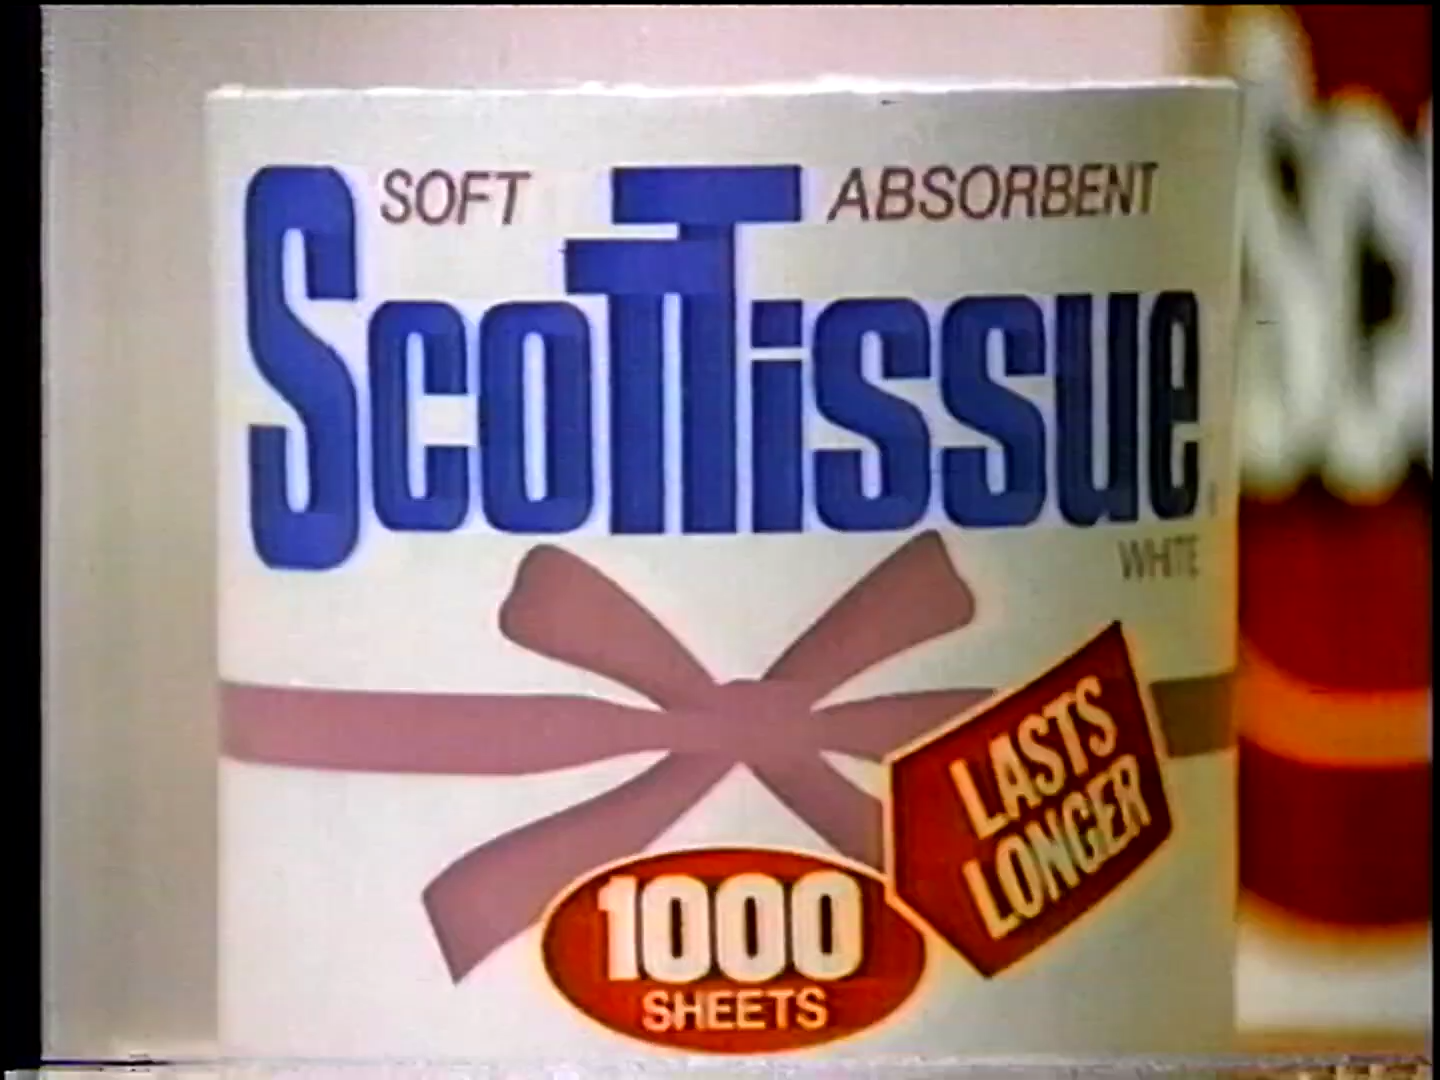 SOFT ABSORBENT
ScotTissue
WHITE
LASTS
LONGER
1000
SHEETS